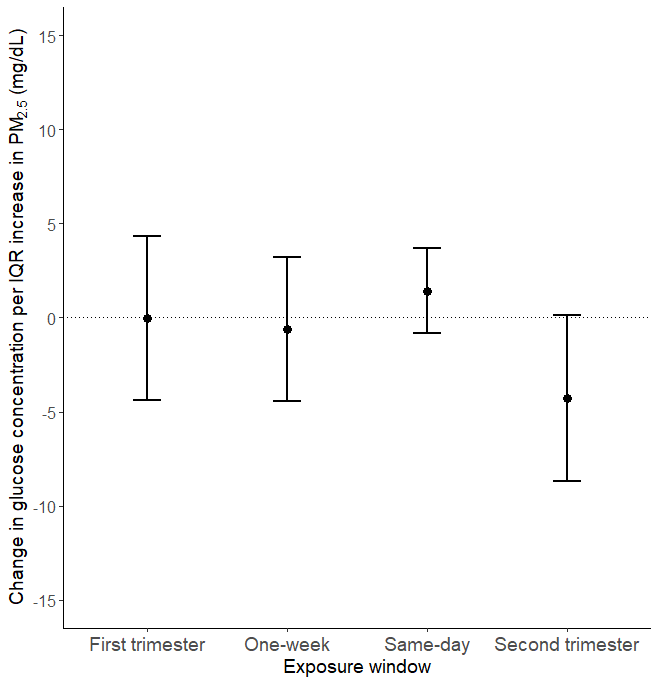 Change in glucose concentration per IQR increase in PM2.5 (mg/dL)
15
10
5
0
-5
-10
-15
First trimester One-week Same-day Second trimester
Exposure window